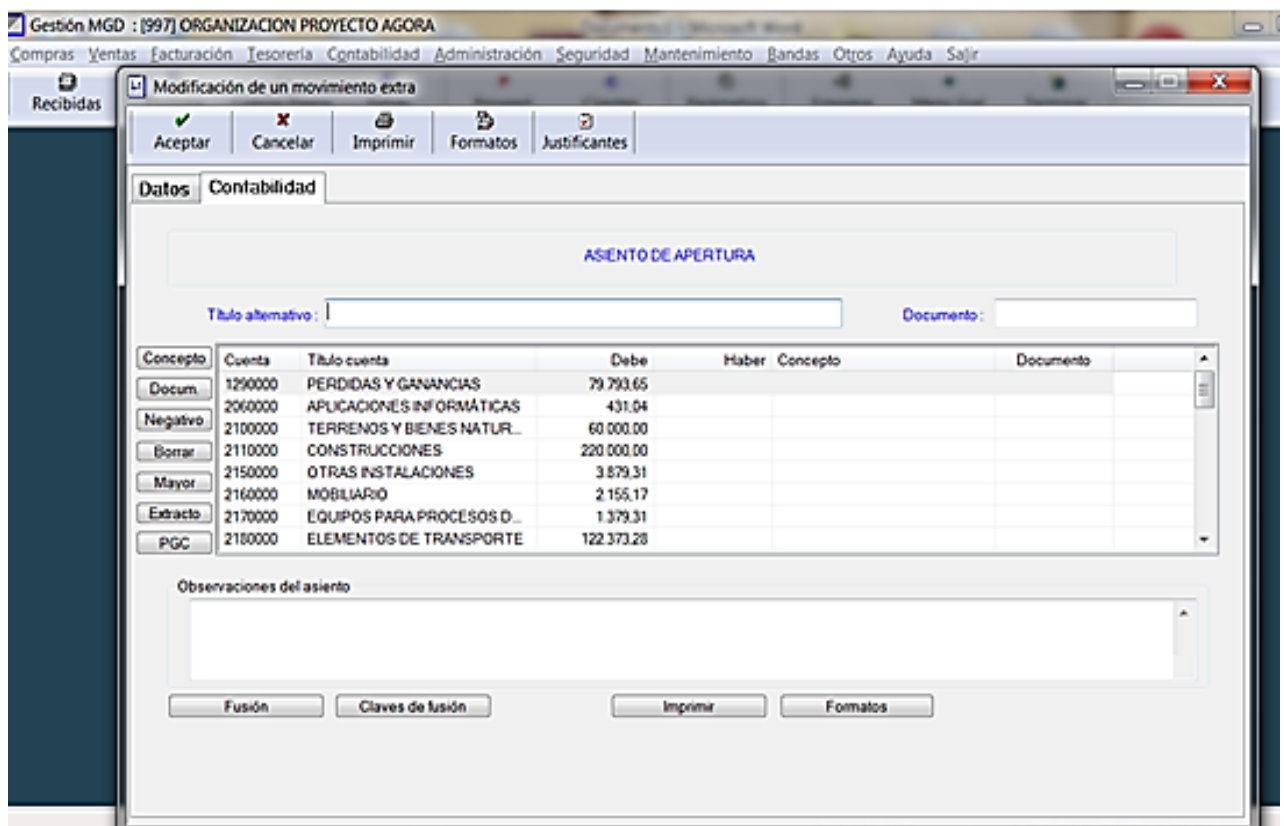 Gestión MGD : [997] ORGANIZACION PROYECTO AGORA
Compras Ventas Facturación Tesorería Contabilidad Administración Seguridad Mantenimiento Bandas Otros Ayuda Salir
Recibidas
Modificación de un movimiento extra
Aceptar Cancelar Imprimir Formatos Justificantes
Datos Contabilidad
ASIENTO DE APERTURA
Título alternativo : Documento :
Concepto Cuenta Título cuenta Debe Haber Concepto Documento
Docum. 1290000 PERDIDAS Y GANANCIAS 79.793,65
2060000 APLICACIONES INFORMÁTICAS 431,04
Negativo 2100000 TERRENOS Y BIENES NATUR... 60.000,00
Borrar 2110000 CONSTRUCCIONES 220.000,00
2150000 OTRAS INSTALACIONES 3.879,31
Mayor 2160000 MOBILIARIO 2.155,17
Extracto 2170000 EQUIPOS PARA PROCESOS D... 1.379,31
PGC 2180000 ELEMENTOS DE TRANSPORTE 122.373,28
Observaciones del asiento
Fusión Claves de fusión Imprimir Formatos